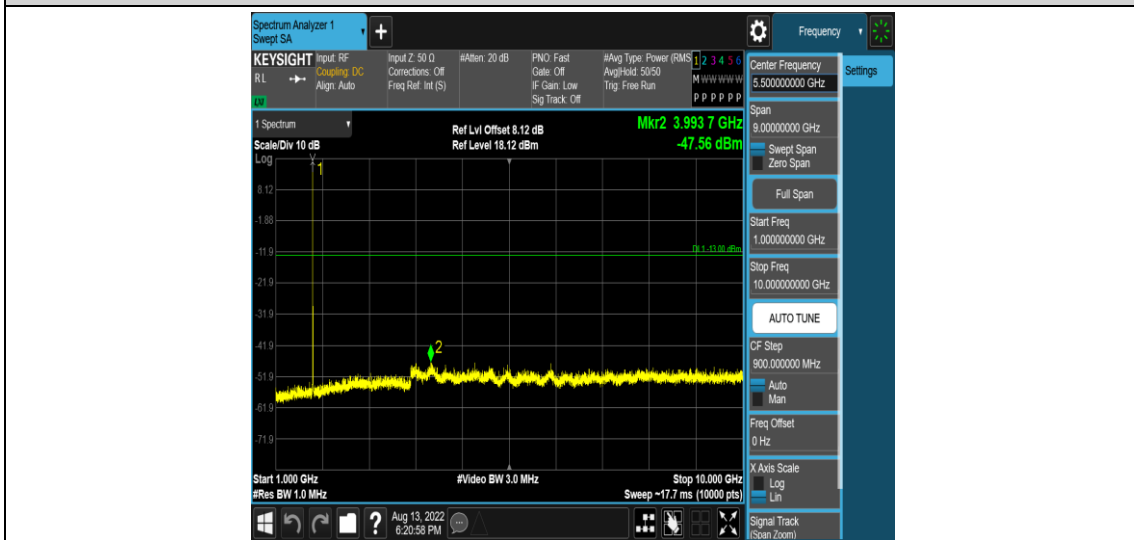 Spectrum Analyzer 1
Swept SA
+
Frequency
KEYSIGHT
Input: RF
Input Z: 50 Ω
#Atten: 20 dB
PNO: Fast
#Avg Type: Power (RMS
1 2 3 4 5 6
RL
Coupling: DC
Corrections: Off
Gate: Off
Avg|Hold: 50/50
M W W W W W
Align: Auto
Freq Ref: Int (S)
IF Gain: Low
Trig: Free Run
Sig Track: Off
P P P P P P
1 Spectrum
Ref Lvl Offset 8.12 dB
Mkr2 3.993 7 GHz
Scale/Div 10 dB
Ref Level 18.12 dBm
-47.56 dBm
Log
1
8.12
-1.88
-11.9
DL1 -13.00 dBm
-21.9
-31.9
-41.9
2
-51.9
-61.9
-71.9
Start 1.000 GHz
#Video BW 3.0 MHz
Stop 10.000 GHz
#Res BW 1.0 MHz
Sweep ~17.7 ms (10000 pts)
?
Aug 13, 2022
6:20:58 PM
Center Frequency
5.500000000 GHz
Settings
Span
9.00000000 GHz
Swept Span
Zero Span
Full Span
Start Freq
1.000000000 GHz
Stop Freq
10.000000000 GHz
AUTO TUNE
CF Step
900.000000 MHz
Auto
Man
Freq Offset
0 Hz
X Axis Scale
Log
Lin
Signal Track
(Span Zoom)